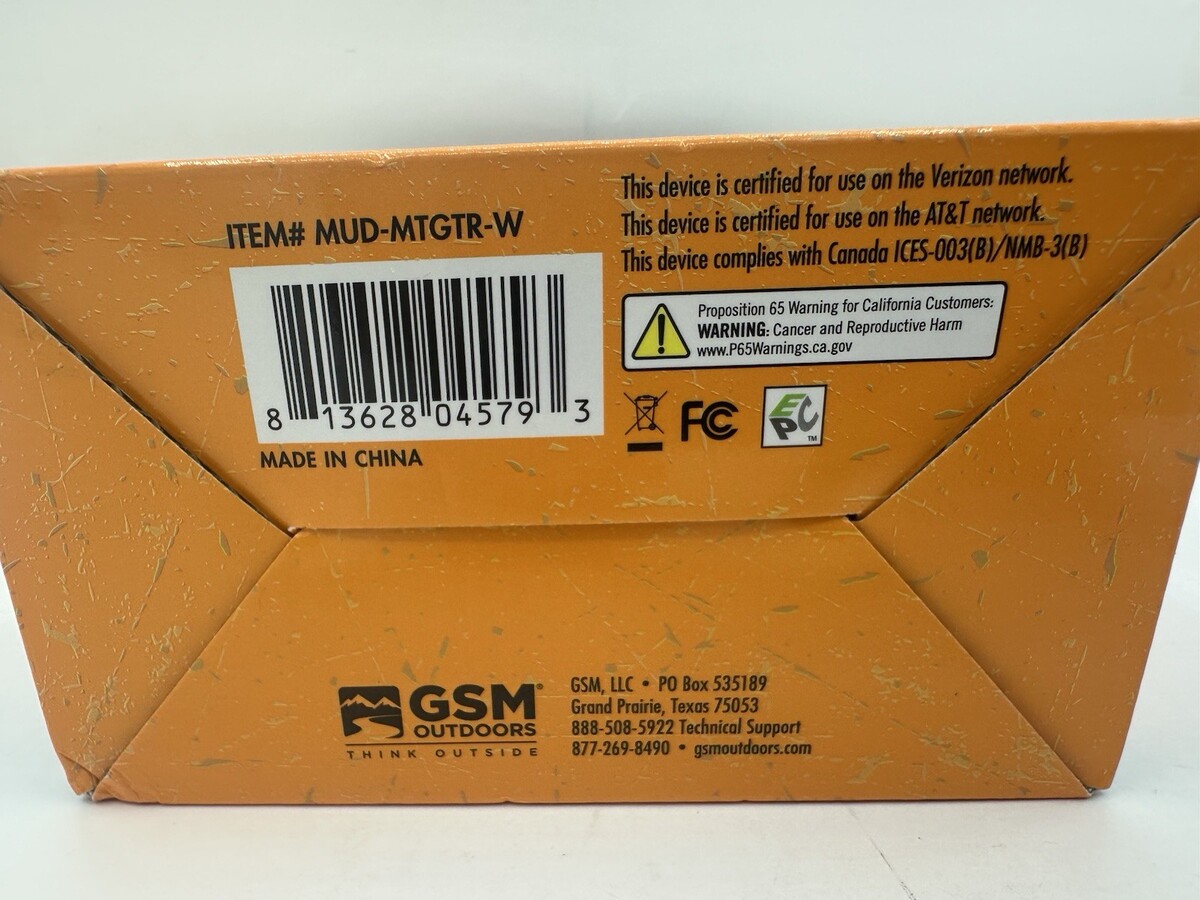 ITEM# MUD-MTGTR-W
8 13628 04579 3
MADE IN CHINA
This device is certified for use on the Verizon network.
This device is certified for use on the AT&T network.
This device complies with Canada ICES-003(B)/NMB-3(B)
Proposition 65 Warning for California Customers:
WARNING: Cancer and Reproductive Harm
www.P65Warnings.ca.gov
FC
EPC TM
GSM®
OUTDOORS
THINK OUTSIDE
GSM, LLC • PO Box 535189
Grand Prairie, Texas 75053
888-508-5922 Technical Support
877-269-8490 • gsmoutdoors.com